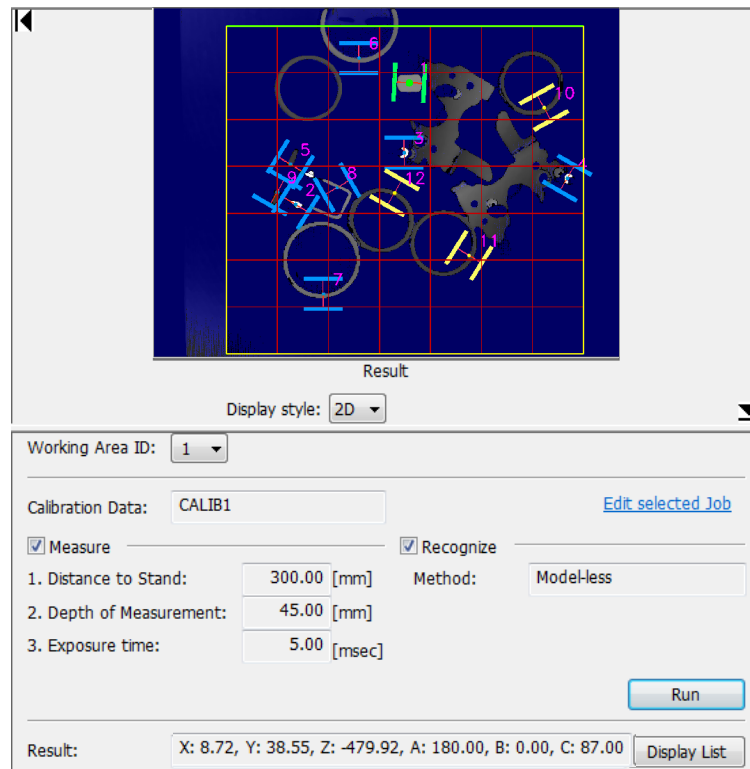 6
1
10
3
5
4
8
12
9
2
11
7
Result
Display style: 2D
Working Area ID: 1
Calibration Data: CALIB1 Edit selected Job
Measure Recognize
1. Distance to Stand: 300.00 [mm] Method: Model-less
2. Depth of Measurement: 45.00 [mm]
3. Exposure time: 5.00 [msec]
Run
Result: X: 8.72, Y: 38.55, Z: -479.92, A: 180.00, B: 0.00, C: 87.00 Display List